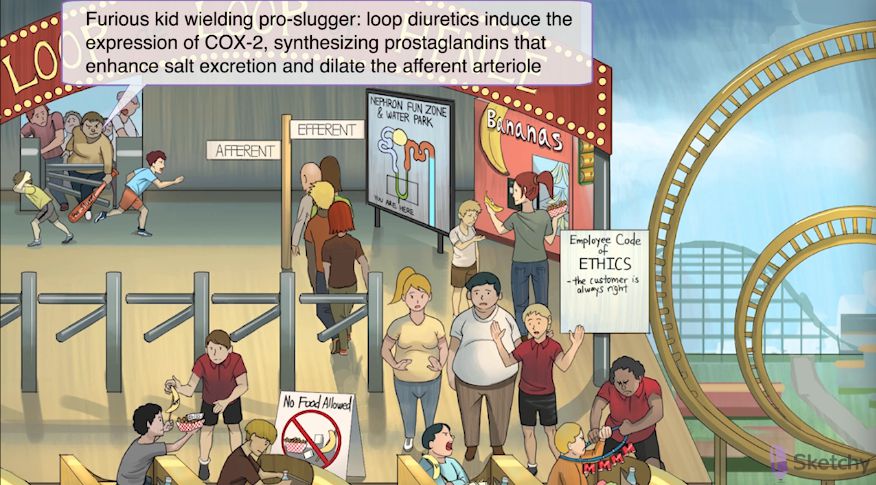 Furious kid wielding pro-slugger: loop diuretics induce the
expression of COX-2, synthesizing prostaglandins that
enhance salt excretion and dilate the afferent arteriole
LOOP LOOP
AFFERENT
EFFERENT
NEPHRON FUN ZONE
& WATER PARK
YOU ARE HERE
Bananas
Employee Code
of
ETHICS
-the customer is
always right
No Food Allowed
MMMM
Sketchy